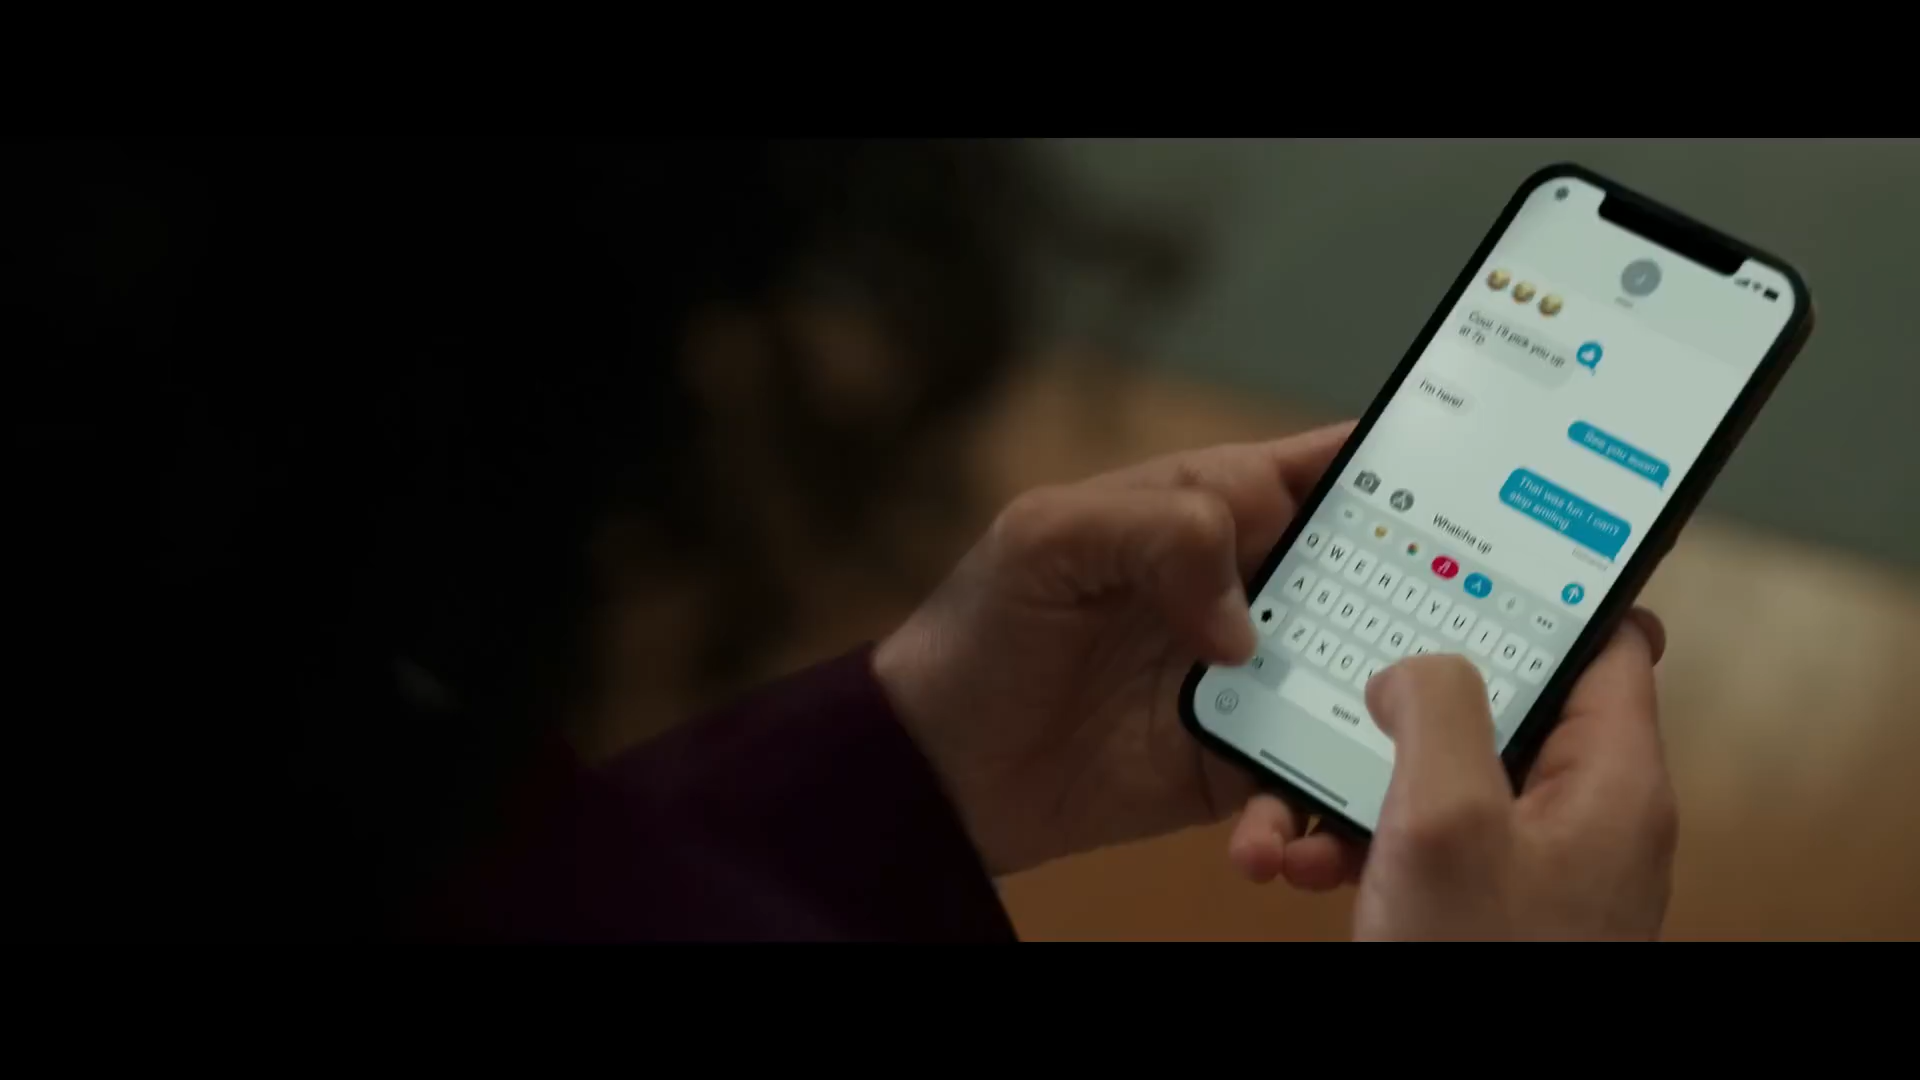 Cool, I'll pick you up
at 7p
I'm here!
See you soon!
That was fun. I can't
stop smiling
Whatcha up
Q W E R T Y U I O P
A S D F G
L
Z X C
space